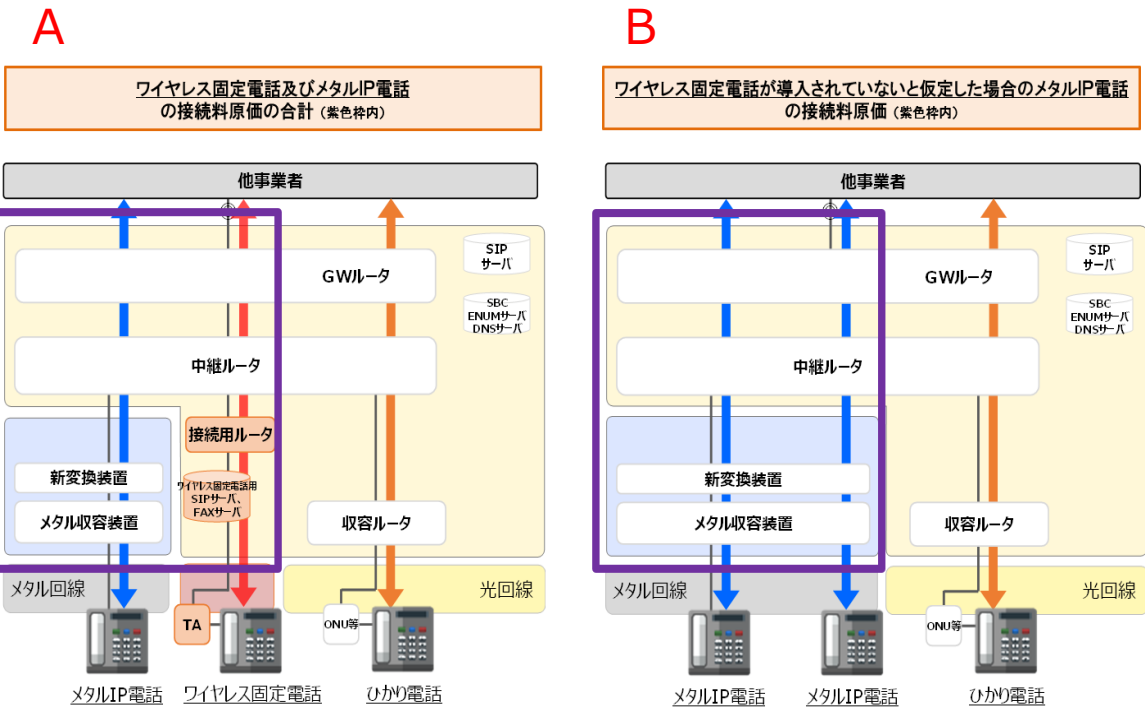 A
ワイヤレス固定電話及びメタルIP電話
の接続料原価の合計（紫色枠内）
他事業者
SIP
サーバ
GWルータ
SBC
ENUMサーバ
DNSサーバ
中継ルータ
接続用ルータ
新変換装置
ワイヤレス固定電話用
SIPサーバ、
FAXサーバ
メタル収容装置
収容ルータ
メタル回線
光回線
TA
ONU等
メタルIP電話
ワイヤレス固定電話
ひかり電話
B
ワイヤレス固定電話が導入されていないと仮定した場合のメタルIP電話
の接続料原価（紫色枠内）
他事業者
SIP
サーバ
GWルータ
SBC
ENUMサーバ
DNSサーバ
中継ルータ
新変換装置
メタル収容装置
収容ルータ
メタル回線
光回線
ONU等
メタルIP電話
メタルIP電話
ひかり電話